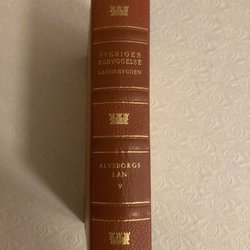 SVERIGES
BEBYGGELSE
LANDSBYGDEN
ÄLVSBORGS
LÄN
V